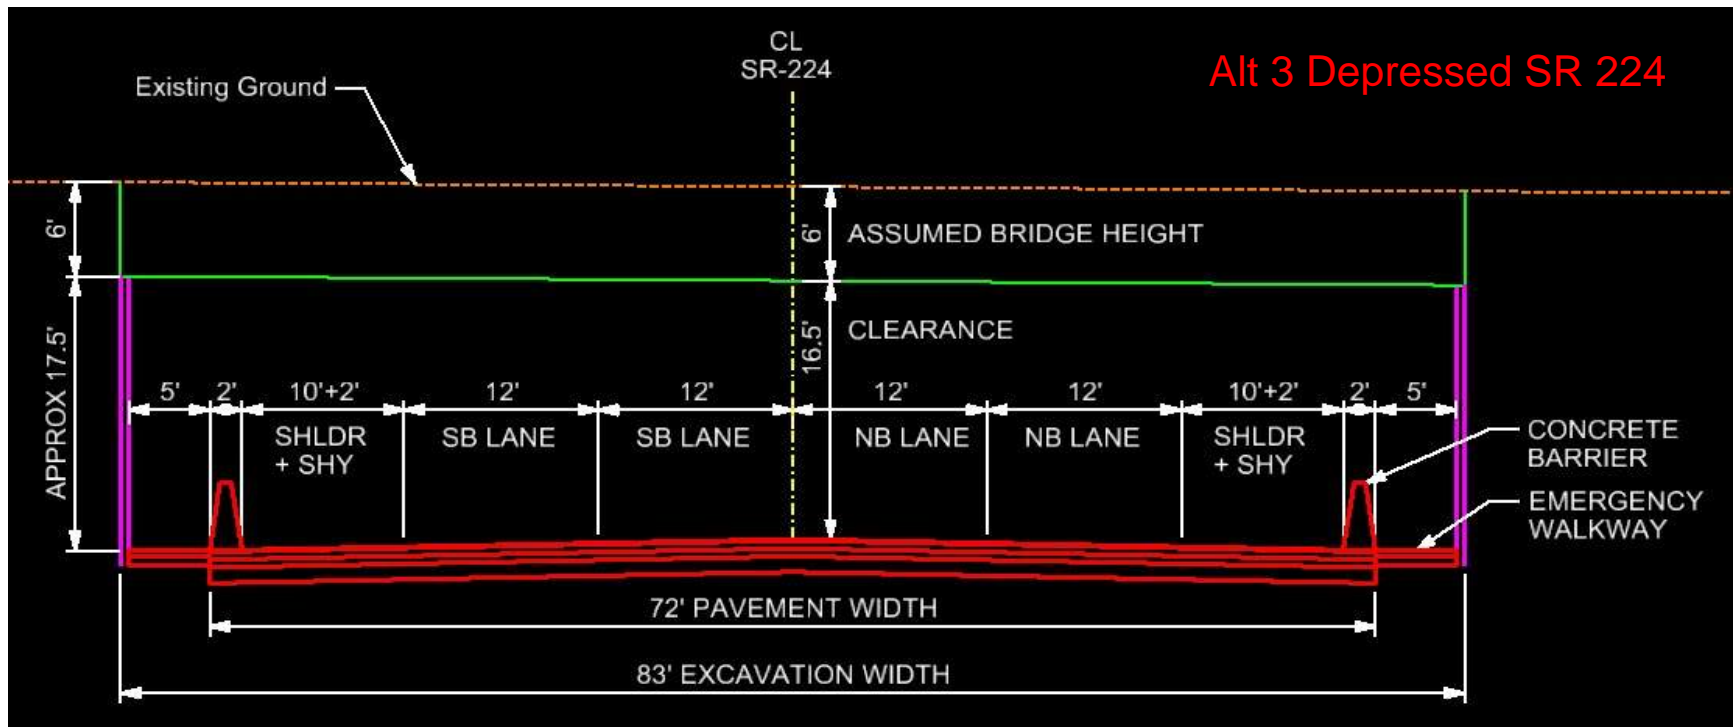 CL
SR-224
Alt 3 Depressed SR 224
Existing Ground
6'
6'
ASSUMED BRIDGE HEIGHT
APPROX 17.5'
16.5'
CLEARANCE
5'
2'
10'+2'
12'
12'
12'
12'
10'+2'
2'
5'
SHLDR
+ SHY
SB LANE
SB LANE
NB LANE
NB LANE
SHLDR
+ SHY
CONCRETE
BARRIER
EMERGENCY
WALKWAY
72' PAVEMENT WIDTH
83' EXCAVATION WIDTH